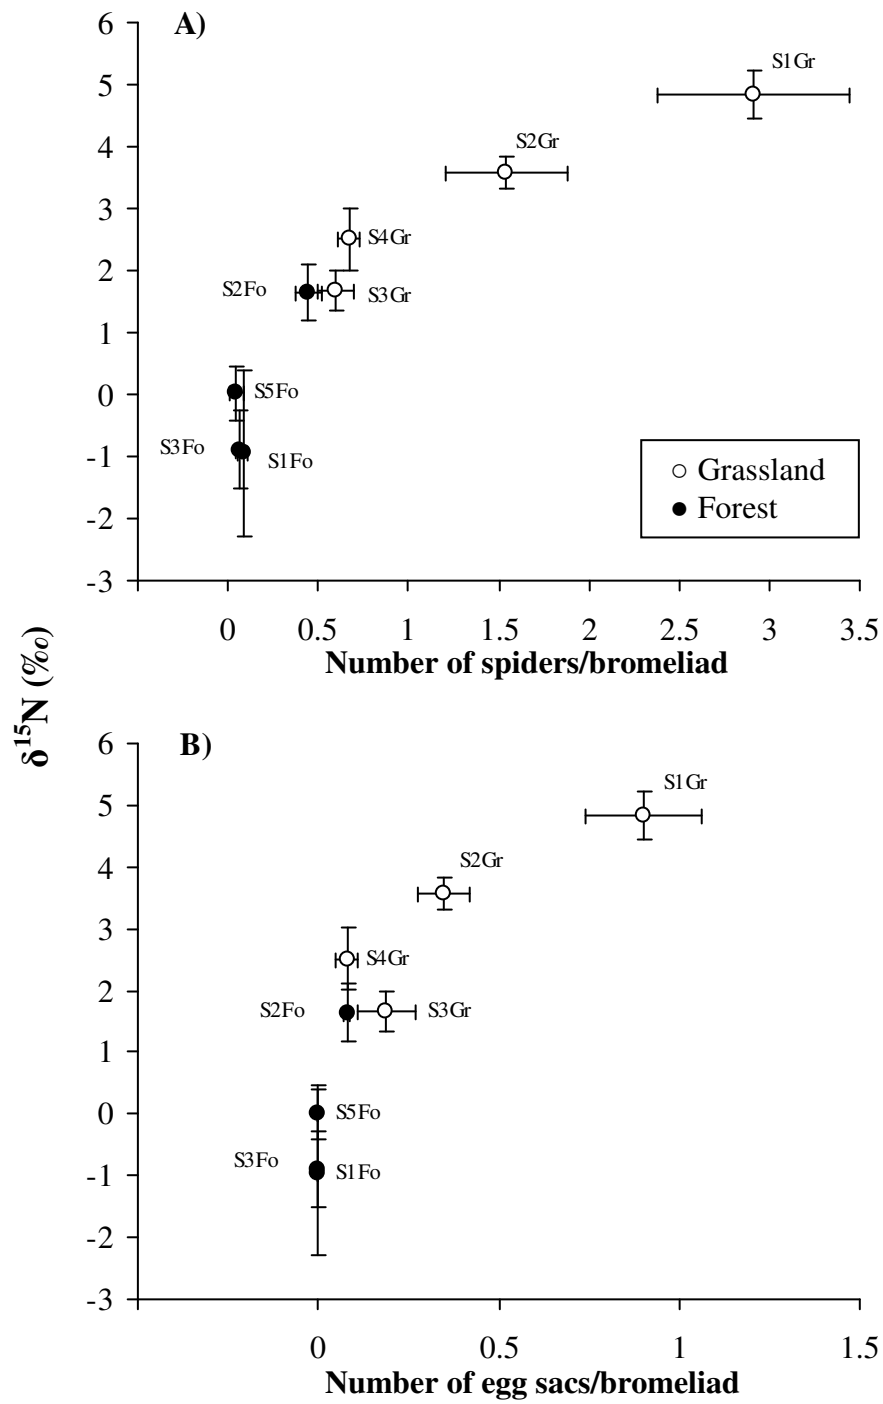 A)
6
5
4
3
2
1
0
-1
-2
-3
S1Gr
S2Gr
S4Gr
S2Fo
S3Gr
S5Fo
S3Fo
S1Fo
Grassland
Forest
0 0.5 1 1.5 2 2.5 3 3.5
Number of spiders/bromeliad
δ¹⁵N (‰)
B)
6
5
4
3
2
1
0
-1
-2
-3
S1Gr
S2Gr
S4Gr
S2Fo
S3Gr
S5Fo
S3Fo
S1Fo
0 0.5 1 1.5
Number of egg sacs/bromeliad